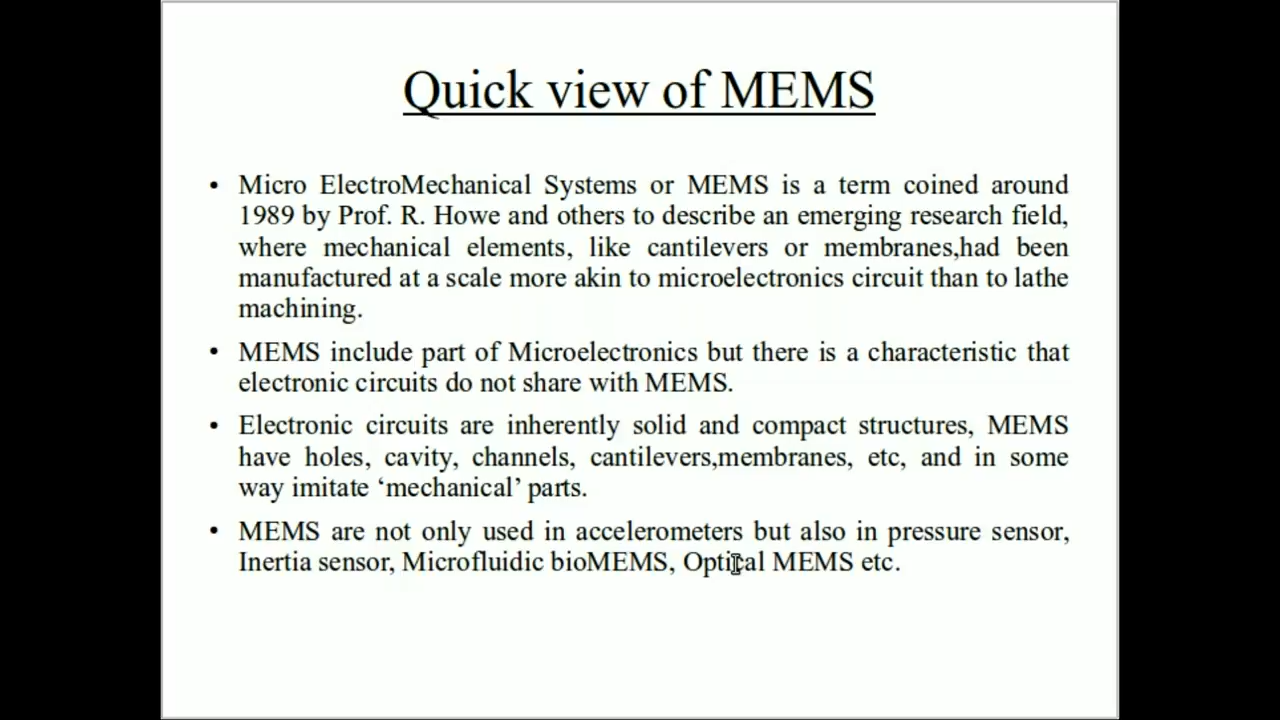 Quick view of MEMS
• Micro ElectroMechanical Systems or MEMS is a term coined around
1989 by Prof. R. Howe and others to describe an emerging research field,
where mechanical elements, like cantilevers or membranes,had been
manufactured at a scale more akin to microelectronics circuit than to lathe
machining.
• MEMS include part of Microelectronics but there is a characteristic that
electronic circuits do not share with MEMS.
• Electronic circuits are inherently solid and compact structures, MEMS
have holes, cavity, channels, cantilevers,membranes, etc, and in some
way imitate ‘mechanical’ parts.
• MEMS are not only used in accelerometers but also in pressure sensor,
Inertia sensor, Microfluidic bioMEMS, Optical MEMS etc.